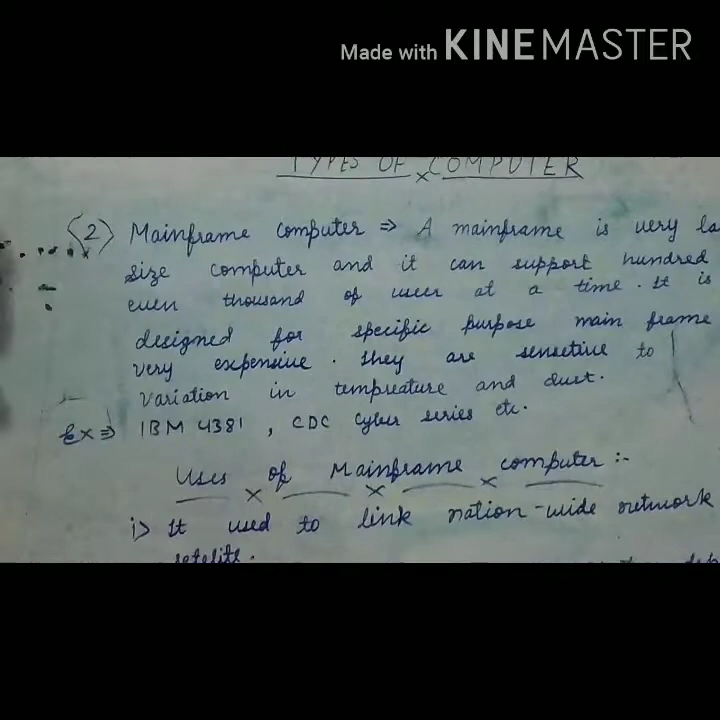 Made with KINEMASTER
TYPES OF COMPUTER
(2) Mainframe computer ⇒ A mainframe is very la
size computer and it can support hundred
even thousand of user at a time. It is
designed for specific purpose main frame
very expensive. they are sensetive to
variation in tempreature and dust.
Ex ⇒ IBM 4381, CDC Cyber series etc.
Uses of Mainframe computer :-
i) It used to link nation-wide network
satelite.